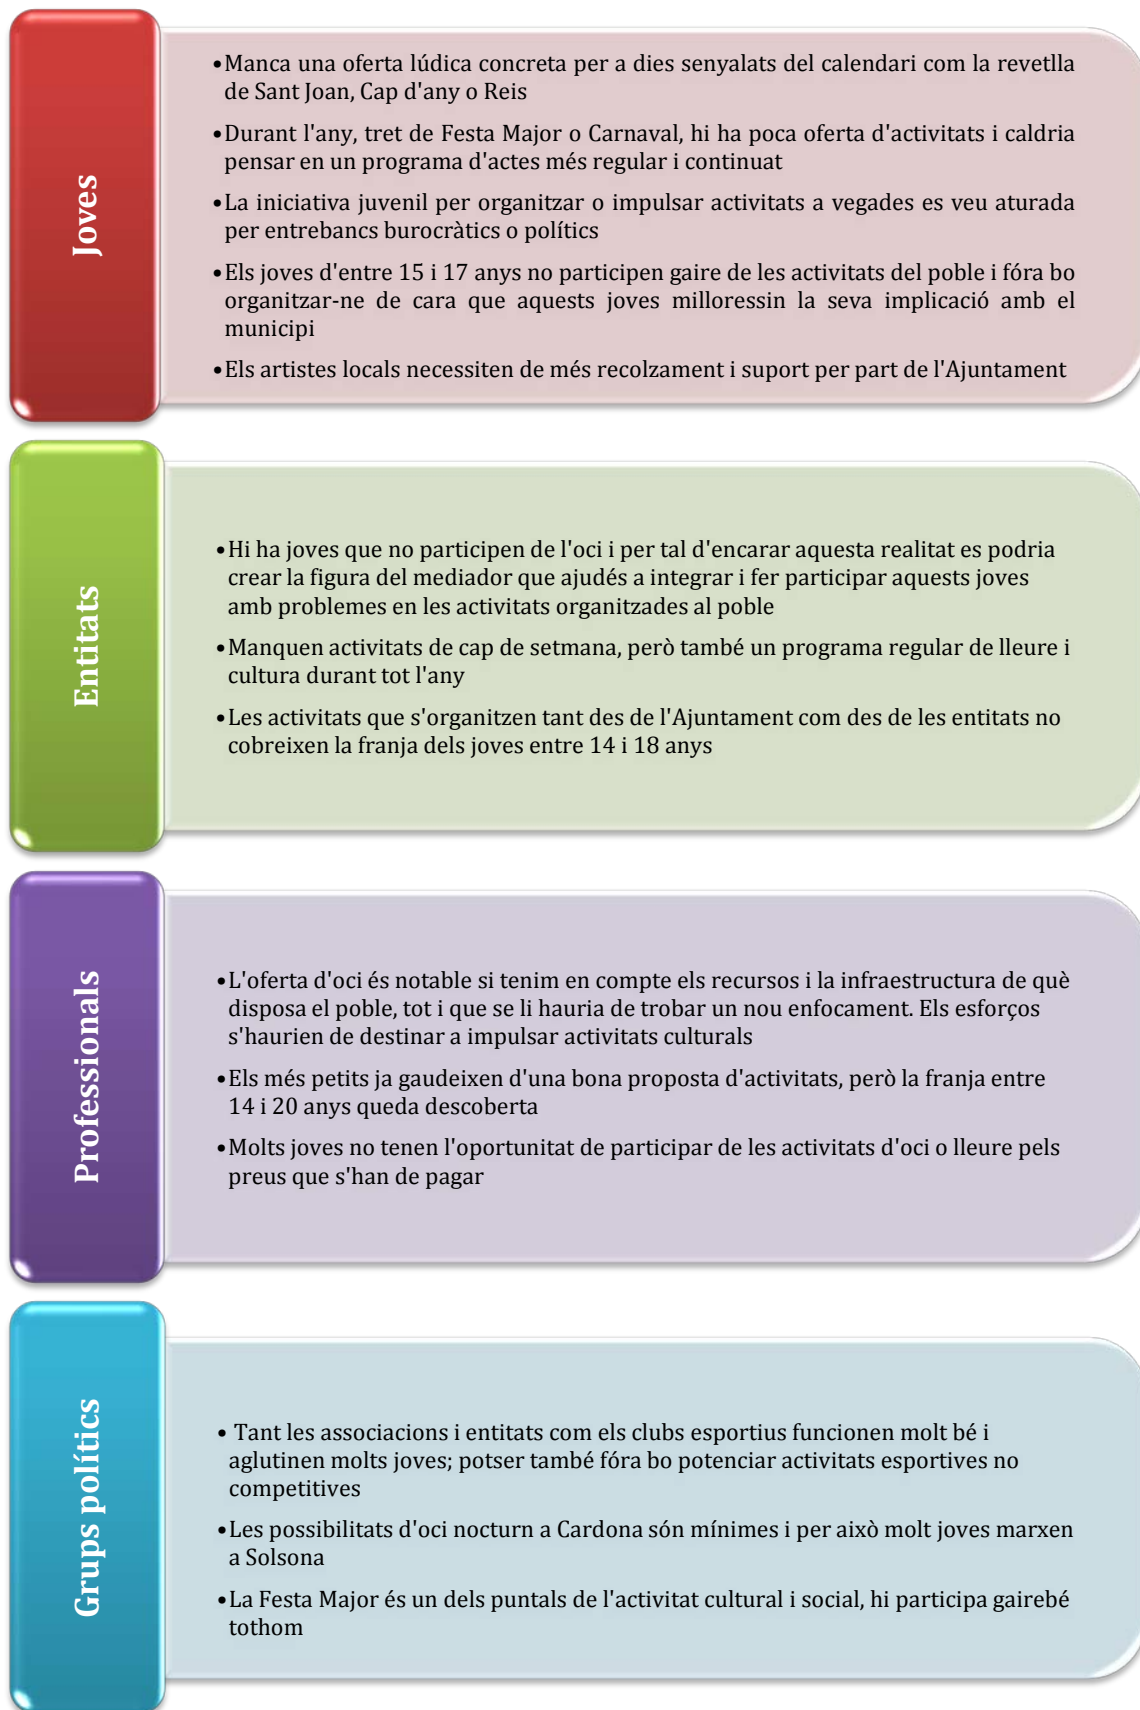 Joves
•Manca una oferta lúdica concreta per a dies senyalats del calendari com la revetlla
de Sant Joan, Cap d'any o Reis
•Durant l'any, tret de Festa Major o Carnaval, hi ha poca oferta d'activitats i caldria
pensar en un programa d'actes més regular i continuat
•La iniciativa juvenil per organitzar o impulsar activitats a vegades es veu aturada
per entrebancs burocràtics o polítics
•Els joves d'entre 15 i 17 anys no participen gaire de les activitats del poble i fóra bo
organitzar-ne de cara que aquests joves milloressin la seva implicació amb el
municipi
•Els artistes locals necessiten de més recolzament i suport per part de l'Ajuntament
Entitats
•Hi ha joves que no participen de l'oci i per tal d'encarar aquesta realitat es podria
crear la figura del mediador que ajudés a integrar i fer participar aquests joves
amb problemes en les activitats organitzades al poble
•Manquen activitats de cap de setmana, però també un programa regular de lleure i
cultura durant tot l'any
•Les activitats que s'organitzen tant des de l'Ajuntament com des de les entitats no
cobreixen la franja dels joves entre 14 i 18 anys
Professionals
•L'oferta d'oci és notable si tenim en compte els recursos i la infraestructura de què
disposa el poble, tot i que se li hauria de trobar un nou enfocament. Els esforços
s'haurien de destinar a impulsar activitats culturals
•Els més petits ja gaudeixen d'una bona proposta d'activitats, però la franja entre
14 i 20 anys queda descoberta
•Molts joves no tenen l'oportunitat de participar de les activitats d'oci o lleure pels
preus que s'han de pagar
Grups polítics
• Tant les associacions i entitats com els clubs esportius funcionen molt bé i
aglutinen molts joves; potser també fóra bo potenciar activitats esportives no
competitives
•Les possibilitats d'oci nocturn a Cardona són mínimes i per això molt joves marxen
a Solsona
•La Festa Major és un dels puntals de l'activitat cultural i social, hi participa gairebé
tothom